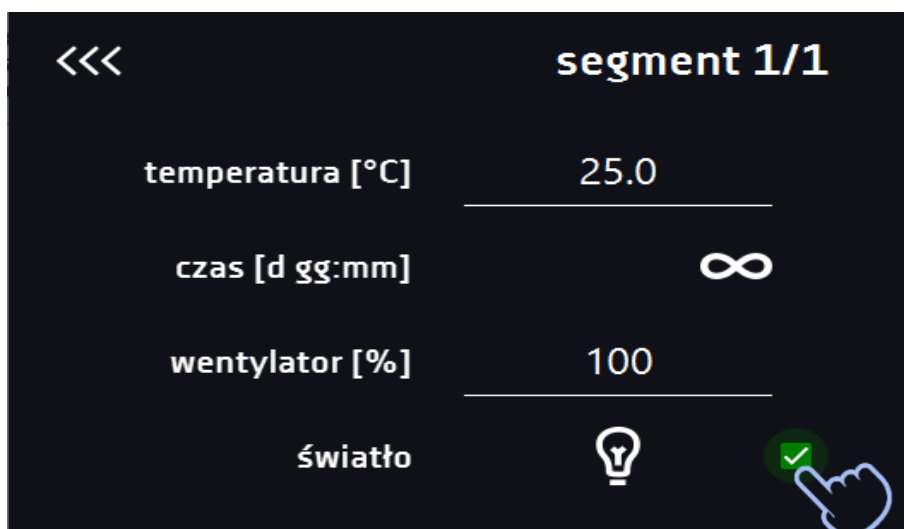 <<< segment 1/1
temperatura [°C] 25.0
czas [d gg:mm] ∞
wentylator [%] 100
światło